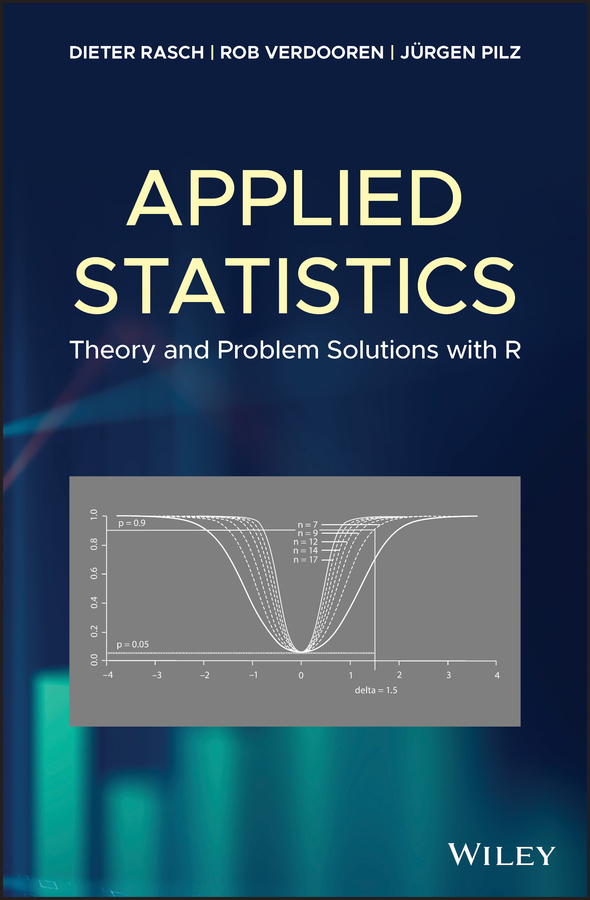 DIETER RASCH | ROB VERDOOREN | JÜRGEN PILZ
APPLIED
STATISTICS
Theory and Problem Solutions with R
1.0
0.8
0.6
0.4
0.2
0.0
p = 0.9
n = 7
n = 9
n = 12
n = 14
n = 17
p = 0.05
−4 −3 −2 −1 0 1 2 3 4
delta = 1.5
WILEY